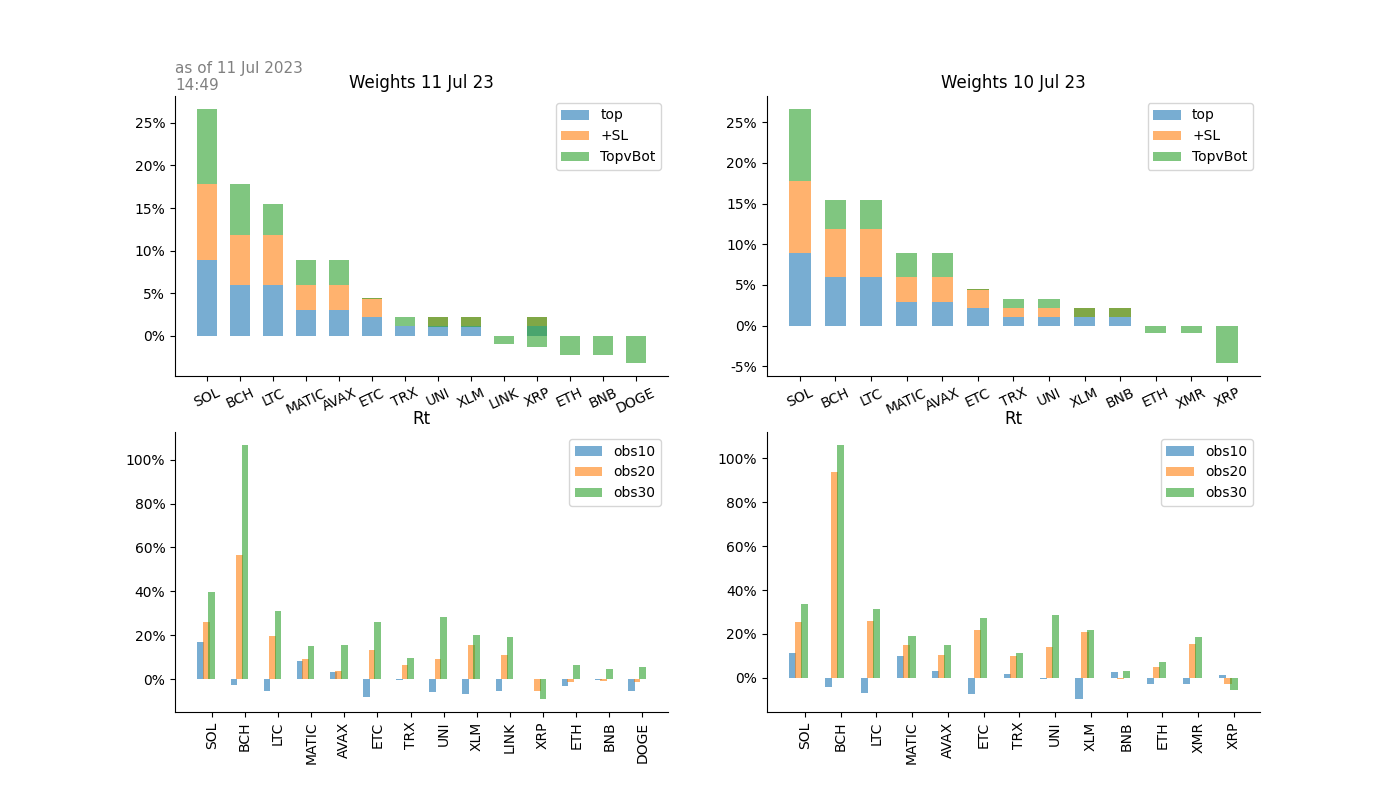 as of 11 Jul 2023
14:49
Weights 11 Jul 23
25%
20%
15%
10%
5%
0%
top
+SL
TopvBot
SOL BCH LTC MATIC AVAX ETC TRX UNI XLM LINK XRP ETH BNB DOGE
Weights 10 Jul 23
25%
20%
15%
10%
5%
0%
-5%
top
+SL
TopvBot
SOL BCH LTC MATIC AVAX ETC TRX UNI XLM BNB ETH XMR XRP
Rt
100%
80%
60%
40%
20%
0%
obs10
obs20
obs30
SOL BCH LTC MATIC AVAX ETC TRX UNI XLM LINK XRP ETH BNB DOGE
Rt
100%
80%
60%
40%
20%
0%
obs10
obs20
obs30
SOL BCH LTC MATIC AVAX ETC TRX UNI XLM BNB ETH XMR XRP